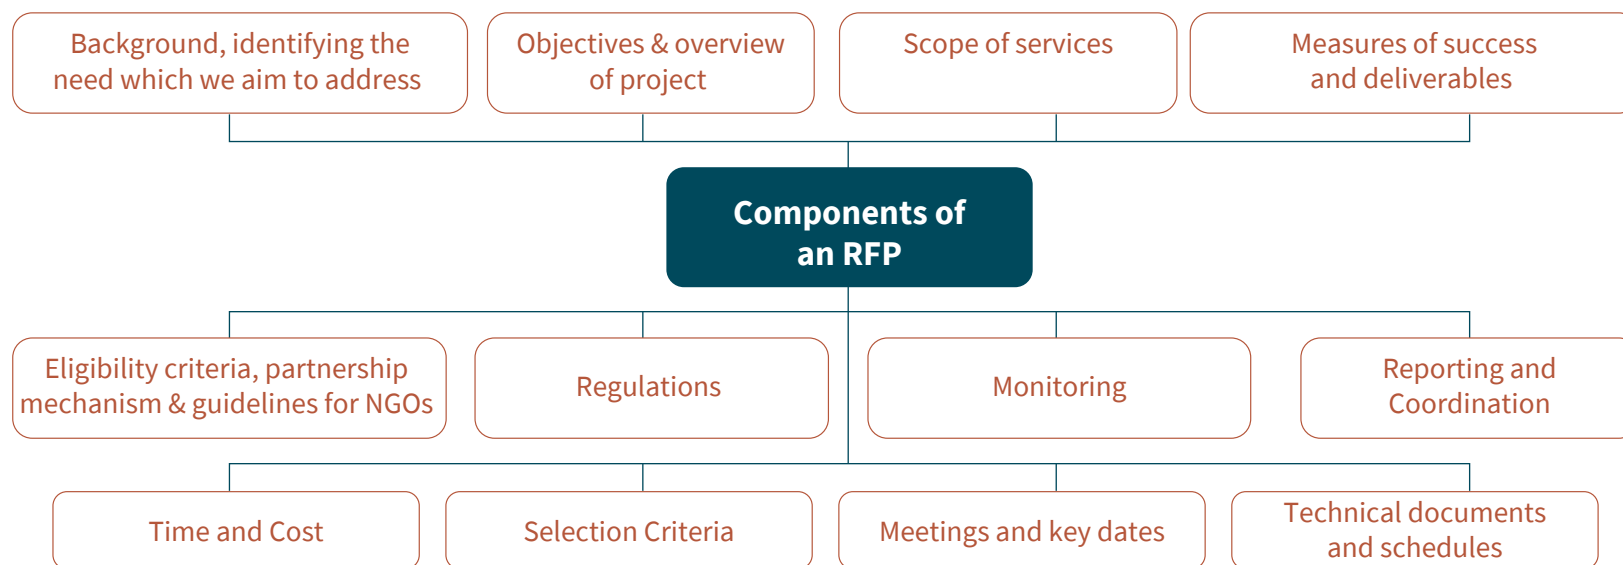 Background, identifying the
need which we aim to address
Objectives & overview
of project
Scope of services
Measures of success
and deliverables
Components of
an RFP
Eligibility criteria, partnership
mechanism & guidelines for NGOs
Regulations
Monitoring
Reporting and
Coordination
Time and Cost
Selection Criteria
Meetings and key dates
Technical documents
and schedules